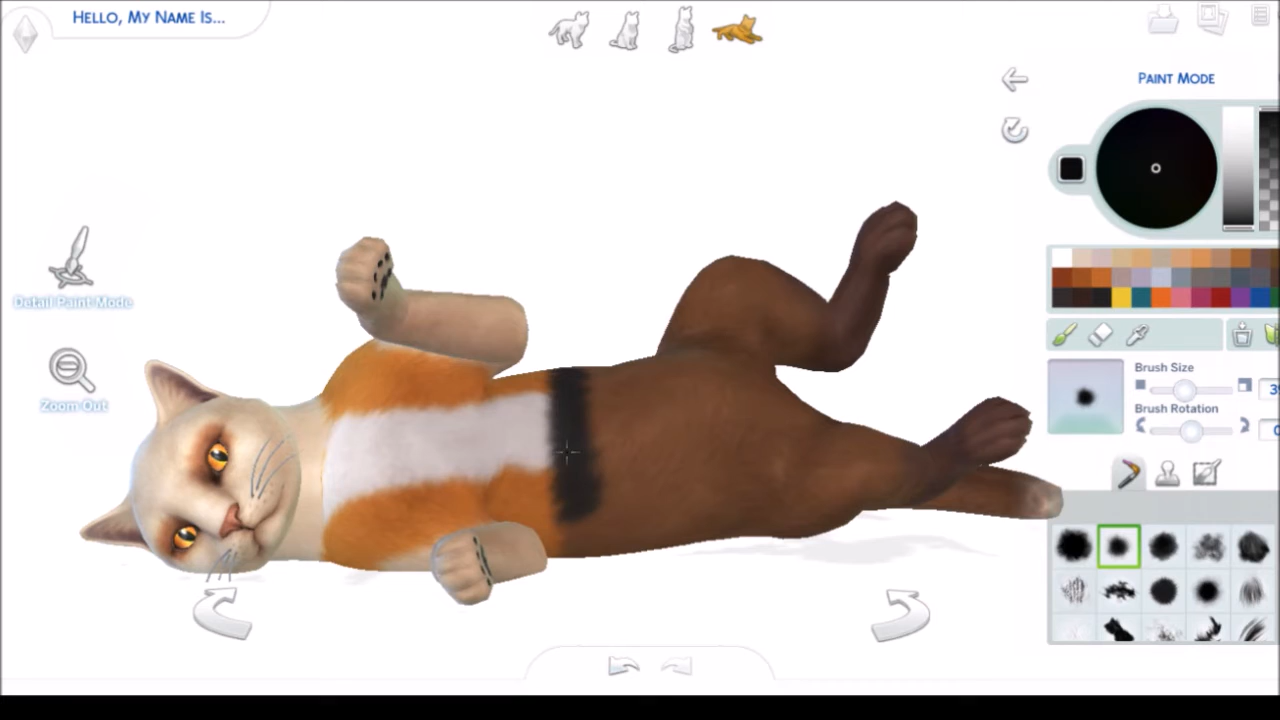 Hello, My Name Is...
Paint Mode
Detail Paint Mode
Zoom Out
Brush Size
Brush Rotation